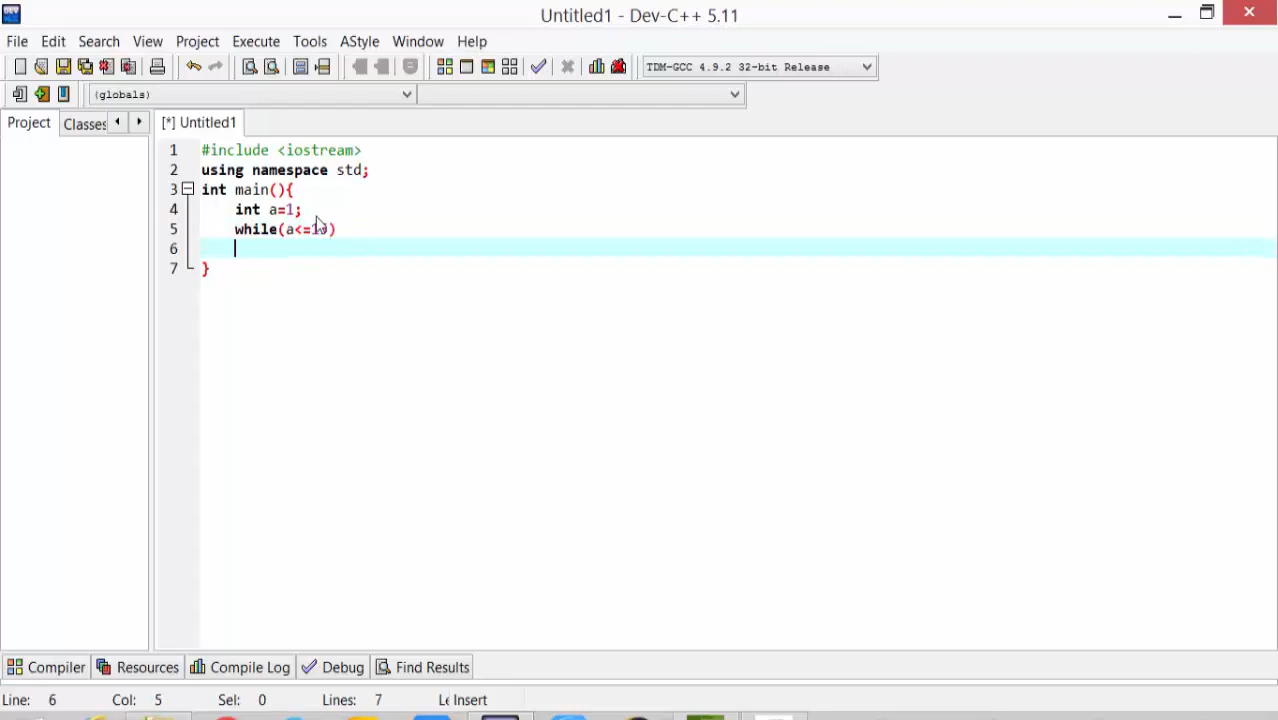 Untitled1 - Dev-C++ 5.11
File Edit Search View Project Execute Tools AStyle Window Help
TDM-GCC 4.9.2 32-bit Release
(globals)
Project Classes [*] Untitled1
1 #include <iostream>
2 using namespace std;
3 int main(){
4 int a=1;
5 while(a<=10)
6
7 }
Compiler Resources Compile Log Debug Find Results
Line: 6 Col: 5 Sel: 0 Lines: 7 Le Insert